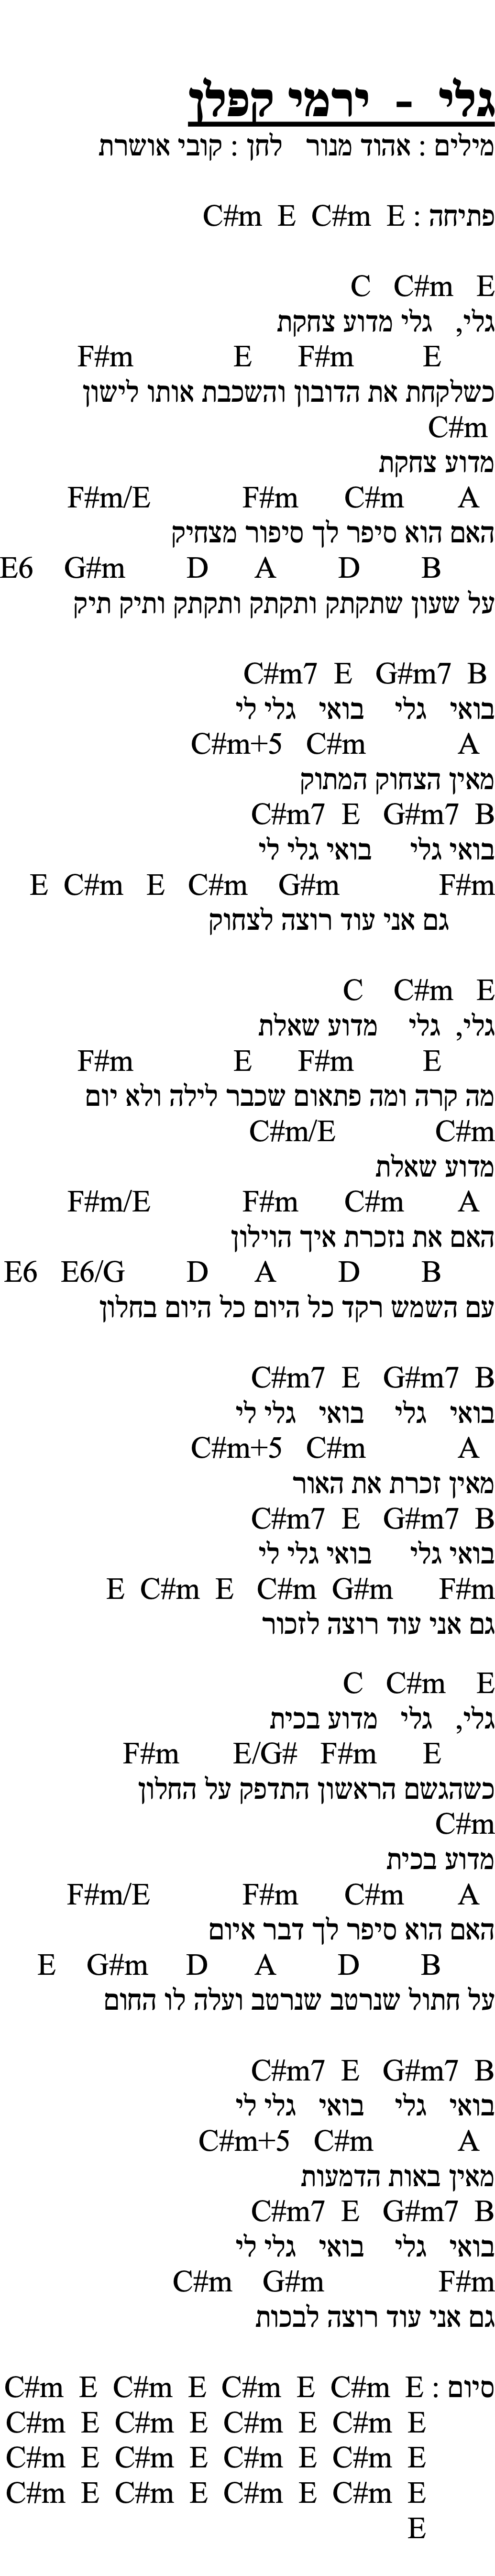 גלי - ירמי קפלן
מילים : אהוד מנור לחן : קובי אושרת
פתיחה : C#m E C#m E
C C#m E
גלי, גלי מדוע צחקת
F#m E F#m E
כשלקחת את הדובון והשכבת אותו לישון
C#m
מדוע צחקת
F#m/E F#m C#m A
האם הוא סיפר לך סיפור מצחיק
E6 G#m D A D B
על שעון שתקתק ותקתק ותקתק ותיק תיק
C#m7 E G#m7 B
בואי גלי בואי גלי לי
C#m+5 C#m A
מאין הצחוק המתוק
C#m7 E G#m7 B
בואי גלי בואי גלי לי
E C#m E C#m G#m F#m
גם אני עוד רוצה לצחוק
C C#m E
גלי, גלי מדוע שאלת
F#m E F#m E
מה קרה ומה פתאום שכבר לילה ולא יום
C#m/E C#m
מדוע שאלת
F#m/E F#m C#m A
האם את נזכרת איך הוילון
E6 E6/G D A D B
עם השמש רקד כל היום כל היום בחלון
C#m7 E G#m7 B
בואי גלי בואי גלי לי
C#m+5 C#m A
מאין זכרת את האור
C#m7 E G#m7 B
בואי גלי בואי גלי לי
E C#m E C#m G#m F#m
גם אני עוד רוצה לזכור
C C#m E
גלי, גלי מדוע בכית
F#m E/G# F#m E
כשהגשם הראשון התדפק על החלון
C#m
מדוע בכית
F#m/E F#m C#m A
האם הוא סיפר לך דבר איום
E G#m D A D B
על חתול שנרטב שנרטב ועלה לו החום
C#m7 E G#m7 B
בואי גלי בואי גלי לי
C#m+5 C#m A
מאין באות הדמעות
C#m7 E G#m7 B
בואי גלי בואי גלי לי
C#m G#m F#m
גם אני עוד רוצה לבכות
סיום : C#m E C#m E C#m E C#m E
C#m E C#m E C#m E C#m E
C#m E C#m E C#m E C#m E
C#m E C#m E C#m E C#m E
E